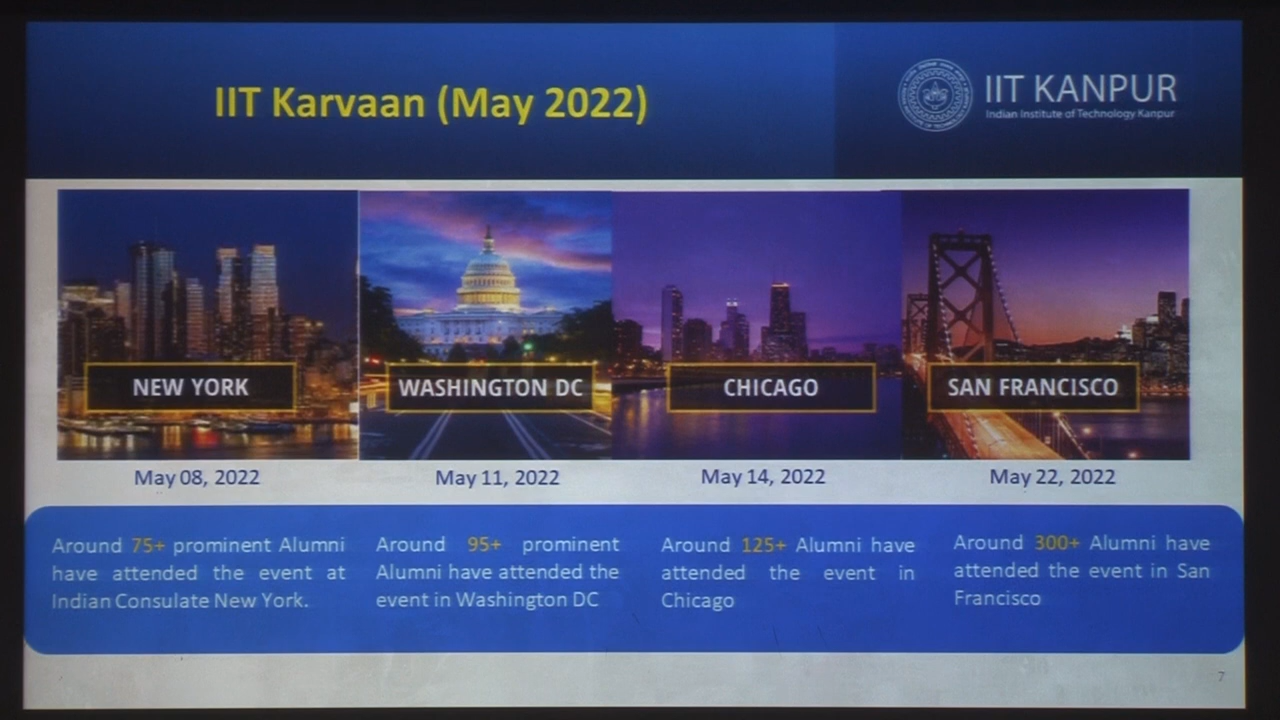 IIT Karvaan (May 2022)
IIT KANPUR
Indian Institute of Technology Kanpur
NEW YORK
WASHINGTON DC
CHICAGO
SAN FRANCISCO
May 08, 2022
May 11, 2022
May 14, 2022
May 22, 2022
Around 75+ prominent Alumni
have attended the event at
Indian Consulate New York.
Around 95+ prominent
Alumni have attended the
event in Washington DC
Around 125+ Alumni have
attended the event in
Chicago
Around 300+ Alumni have
attended the event in San
Francisco
7